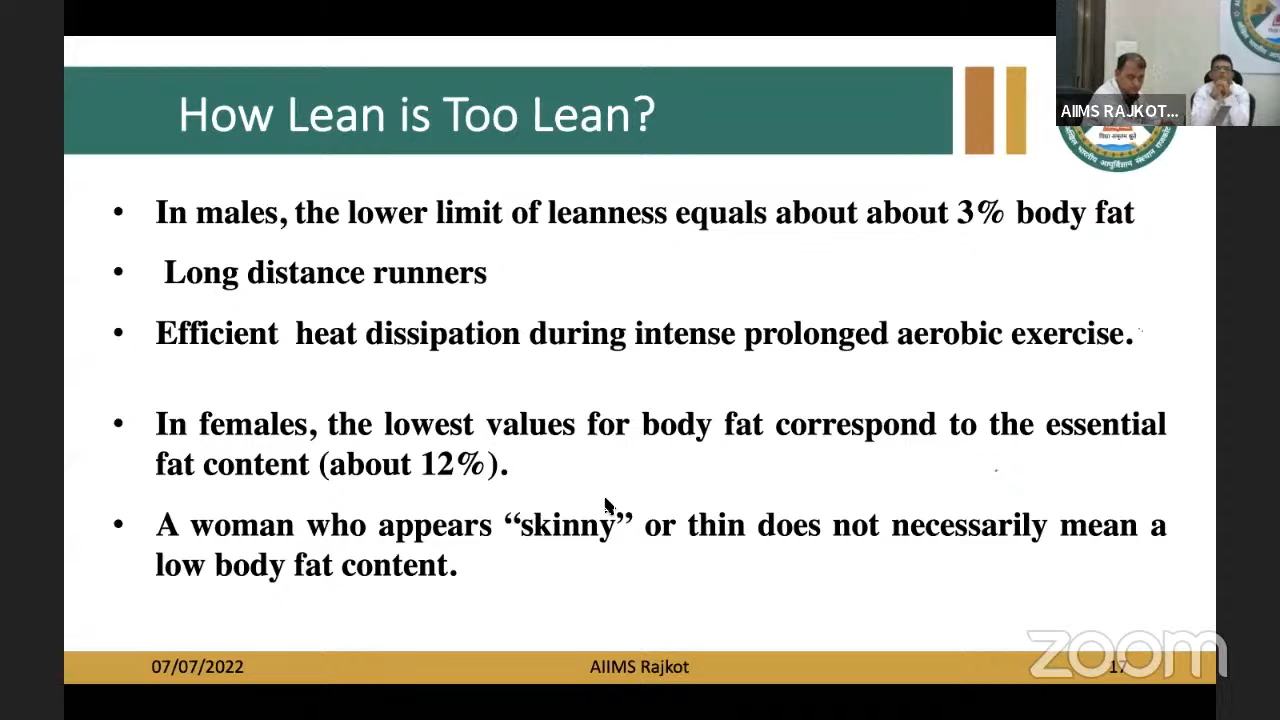 How Lean is Too Lean?
AIIMS RAJKOT...
• In males, the lower limit of leanness equals about about 3% body fat
• Long distance runners
• Efficient heat dissipation during intense prolonged aerobic exercise.
• In females, the lowest values for body fat correspond to the essential
fat content (about 12%).
• A woman who appears “skinny” or thin does not necessarily mean a
low body fat content.
07/07/2022
AIIMS Rajkot
17
zoom